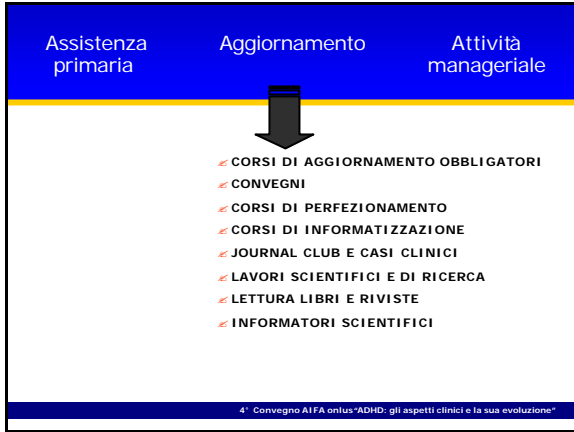 Assistenza primaria
Aggiornamento
Attività manageriale
CORSI DI AGGIORNAMENTO OBBLIGATORI
CONVEGNI
CORSI DI PERFEZIONAMENTO
CORSI DI INFORMATIZZAZIONE
JOURNAL CLUB E CASI CLINICI
LAVORI SCIENTIFICI E DI RICERCA
LETTURA LIBRI E RIVISTE
INFORMATORI SCIENTIFICI
4° Convegno AIFA onlus"ADHD: gli aspetti clinici e la sua evoluzione"